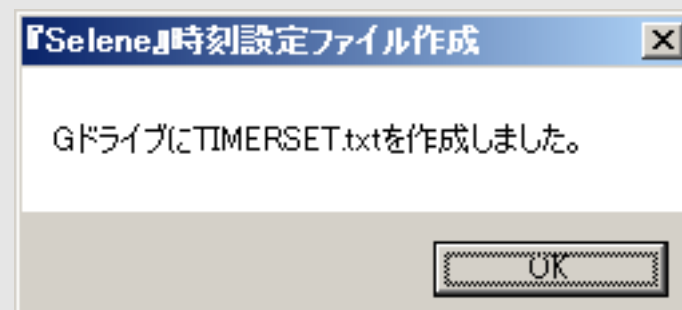 『Selene』時刻設定ファイル作成
GドライブにTIMERSET.txtを作成しました。
OK